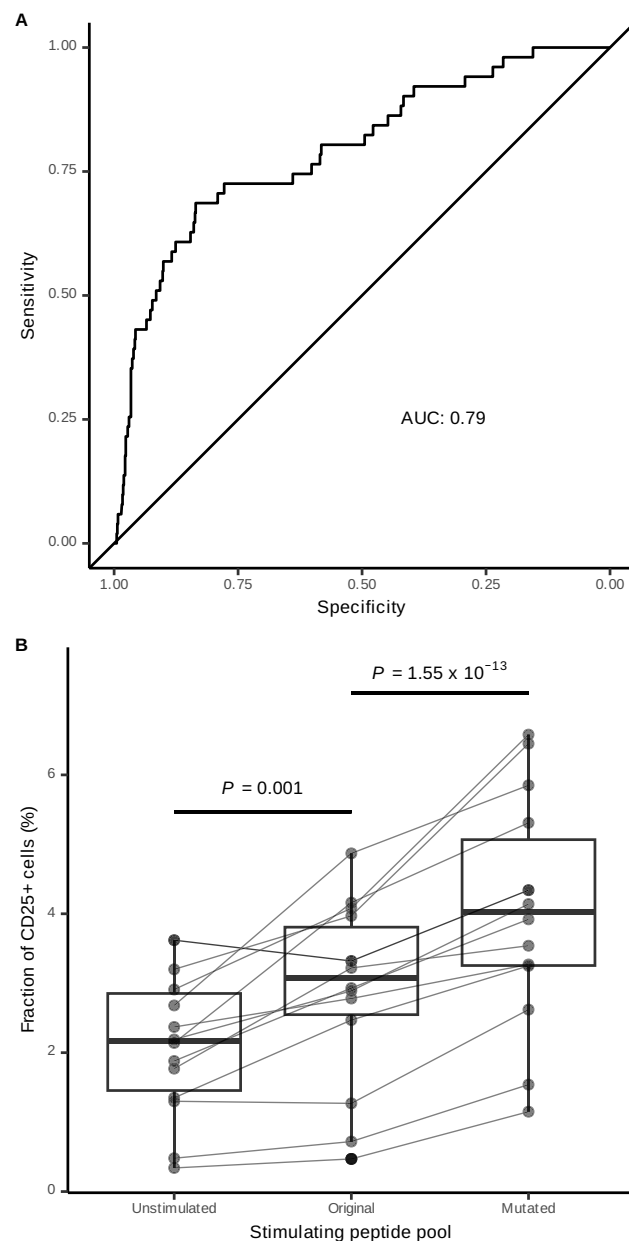 A
1.00
0.75
0.50
0.25
0.00
Sensitivity
AUC: 0.79
1.00 0.75 0.50 0.25 0.00
Specificity
B
P = 1.55 x 10⁻¹³
P = 0.001
6
4
2
0
Fraction of CD25+ cells (%)
Unstimulated Original Mutated
Stimulating peptide pool